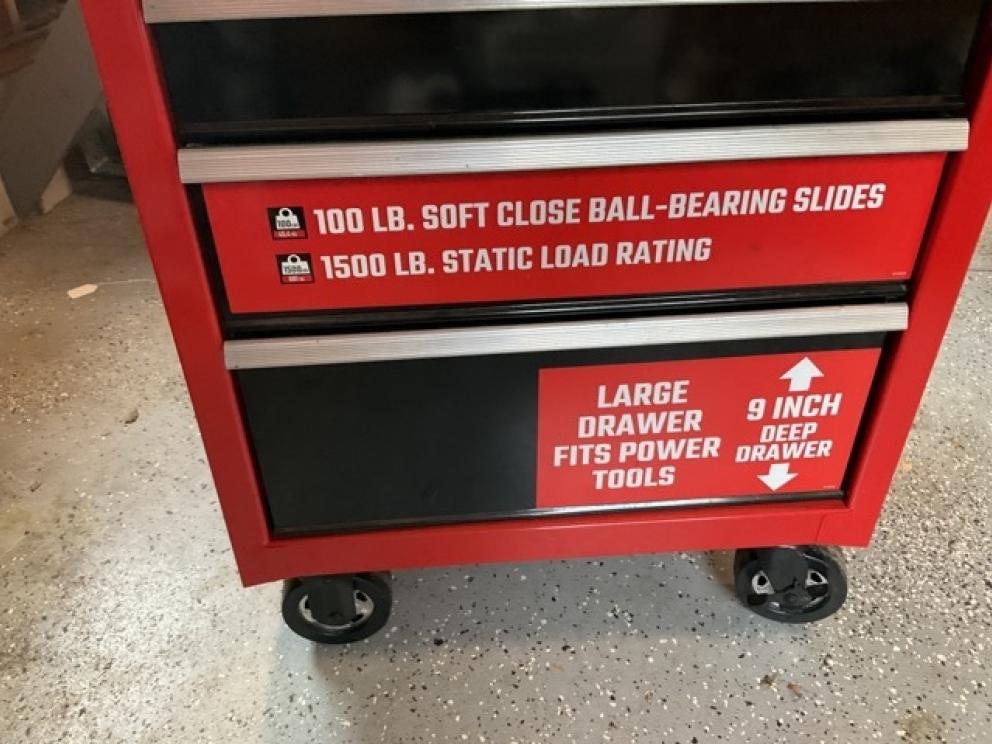 100 LB. SOFT CLOSE BALL-BEARING SLIDES
1500 LB. STATIC LOAD RATING
LARGE
DRAWER
FITS POWER
TOOLS
9 INCH
DEEP
DRAWER